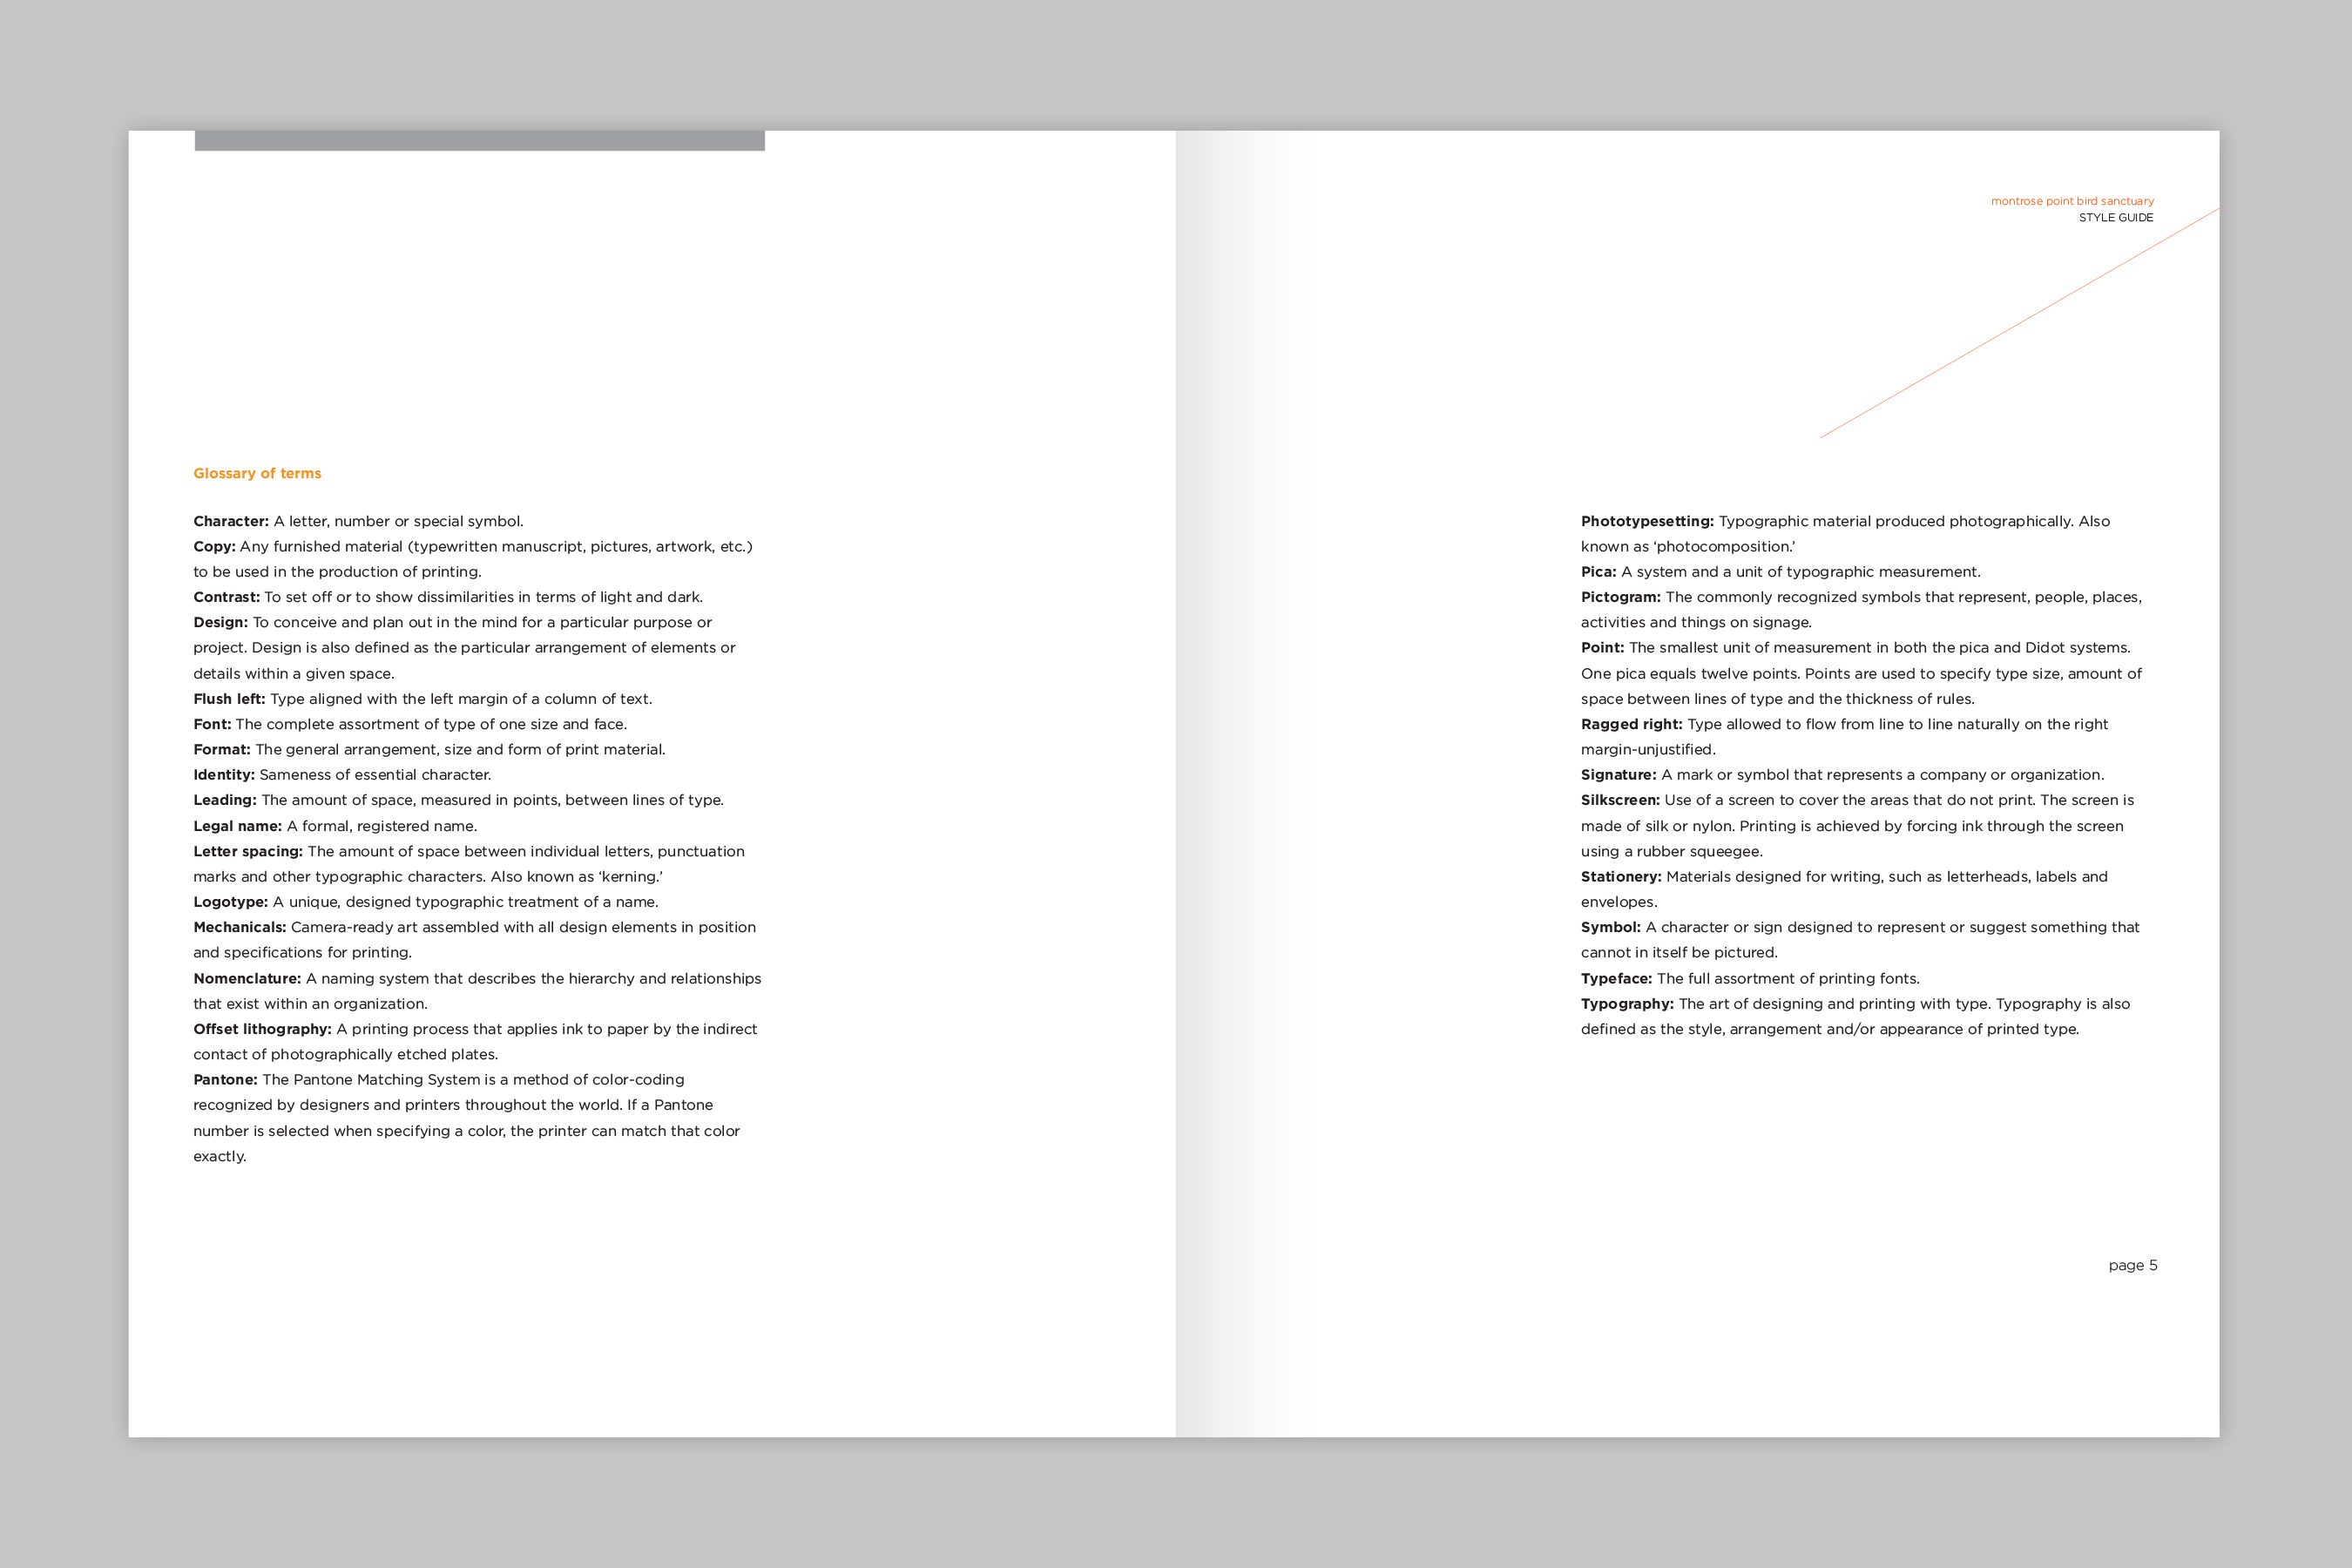 Glossary of terms
Character: A letter, number or special symbol.
Copy: Any furnished material (typewritten manuscript, pictures, artwork, etc.)
to be used in the production of printing.
Contrast: To set off or to show dissimilarities in terms of light and dark.
Design: To conceive and plan out in the mind for a particular purpose or
project. Design is also defined as the particular arrangement of elements or
details within a given space.
Flush left: Type aligned with the left margin of a column of text.
Font: The complete assortment of type of one size and face.
Format: The general arrangement, size and form of print material.
Identity: Sameness of essential character.
Leading: The amount of space, measured in points, between lines of type.
Legal name: A formal, registered name.
Letter spacing: The amount of space between individual letters, punctuation
marks and other typographic characters. Also known as ‘kerning.’
Logotype: A unique, designed typographic treatment of a name.
Mechanicals: Camera-ready art assembled with all design elements in position
and specifications for printing.
Nomenclature: A naming system that describes the hierarchy and relationships
that exist within an organization.
Offset lithography: A printing process that applies ink to paper by the indirect
contact of photographically etched plates.
Pantone: The Pantone Matching System is a method of color-coding
recognized by designers and printers throughout the world. If a Pantone
number is selected when specifying a color, the printer can match that color
exactly.
montrose point bird sanctuary
STYLE GUIDE
Phototypesetting: Typographic material produced photographically. Also
known as ‘photocomposition.’
Pica: A system and a unit of typographic measurement.
Pictogram: The commonly recognized symbols that represent, people, places,
activities and things on signage.
Point: The smallest unit of measurement in both the pica and Didot systems.
One pica equals twelve points. Points are used to specify type size, amount of
space between lines of type and the thickness of rules.
Ragged right: Type allowed to flow from line to line naturally on the right
margin-unjustified.
Signature: A mark or symbol that represents a company or organization.
Silkscreen: Use of a screen to cover the areas that do not print. The screen is
made of silk or nylon. Printing is achieved by forcing ink through the screen
using a rubber squeegee.
Stationery: Materials designed for writing, such as letterheads, labels and
envelopes.
Symbol: A character or sign designed to represent or suggest something that
cannot in itself be pictured.
Typeface: The full assortment of printing fonts.
Typography: The art of designing and printing with type. Typography is also
defined as the style, arrangement and/or appearance of printed type.
page 5